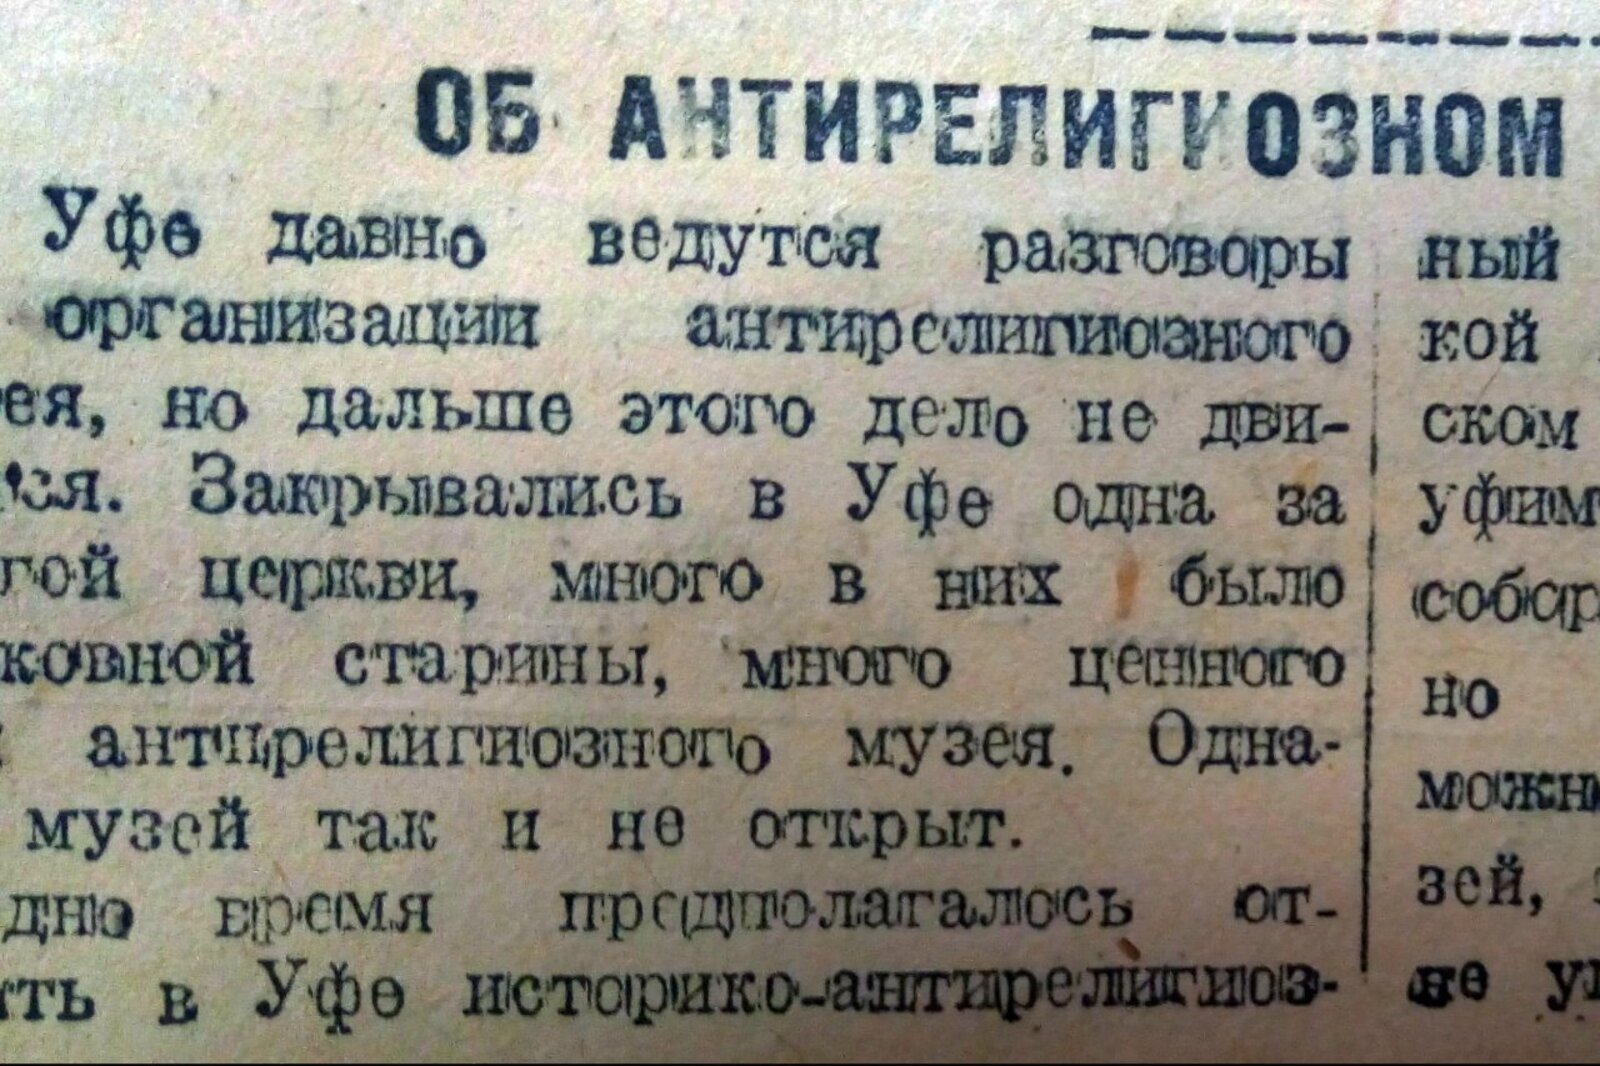 ОБ АНТИРЕЛИГИОЗНОМ
Уфе давно ведутся разговоры
организации антирелигиозного
ея, но дальше этого дело не дви-
ся. Закрывались в Уфе одна за
гой церкви, много в них было
ковной старины, много ценного
антирелигиозного музея. Одна-
музей так и не открыт.
дно время предполагалось от-
ть в Уфе историко-антирелигиоз-
ный
кой
ском
уфим
собор
но
можн
зей,
не